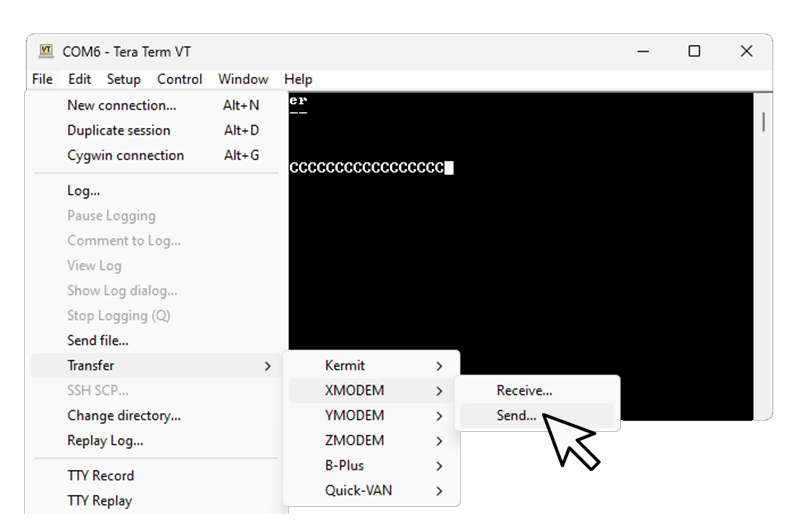 COM6 - Tera Term VT
File Edit Setup Control Window Help
New connection... Alt+N
Duplicate session Alt+D
Cygwin connection Alt+G
Log...
Pause Logging
Comment to Log...
View Log
Show Log dialog...
Stop Logging (Q)
Send file...
Transfer
SSH SCP...
Change directory...
Replay Log...
TTY Record
TTY Replay
er
--
CCCCCCCCCCCCCCCCC
Kermit
XMODEM
YMODEM
ZMODEM
B-Plus
Quick-VAN
Receive...
Send...